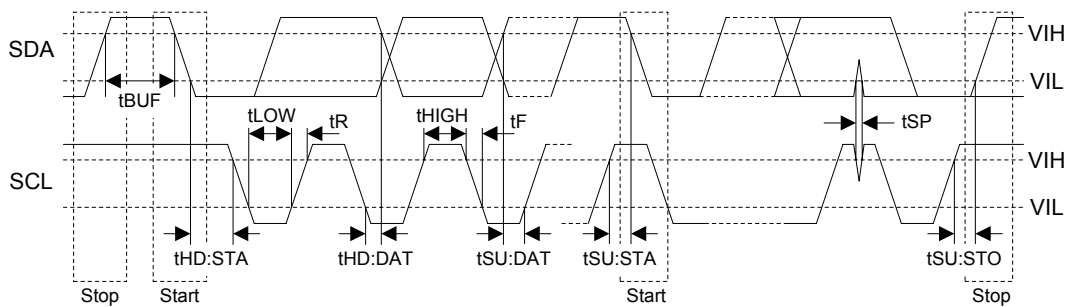 SDA
VIH
VIL
tBUF
tLOW
tR
tHIGH
tF
tSP
SCL
VIH
VIL
tHD:STA
tHD:DAT
tSU:DAT
tSU:STA
tSU:STO
Stop
Start
Start
Stop